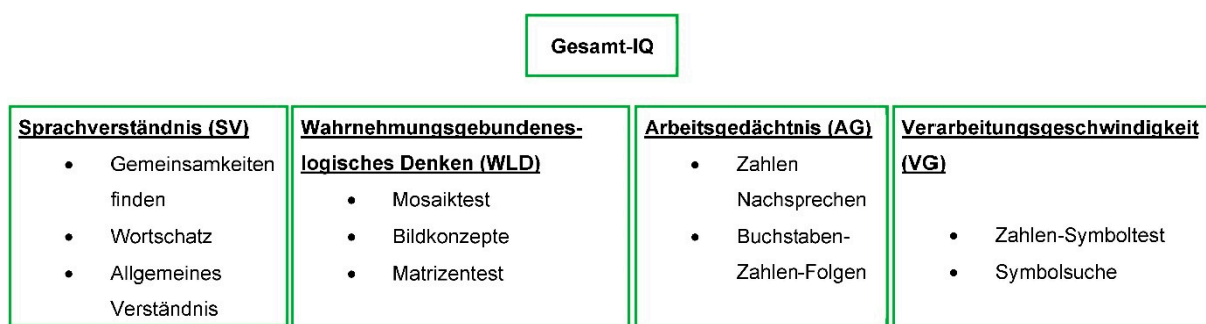 Gesamt-IQ
Sprachverständnis (SV)
• Gemeinsamkeiten
finden
• Wortschatz
• Allgemeines
Verständnis
Wahrnehmungsgebundenes-
logisches Denken (WLD)
• Mosaiktest
• Bildkonzepte
• Matrizentest
Arbeitsgedächtnis (AG)
• Zahlen
Nachsprechen
• Buchstaben-
Zahlen-Folgen
Verarbeitungsgeschwindigkeit
(VG)
• Zahlen-Symboltest
• Symbolsuche